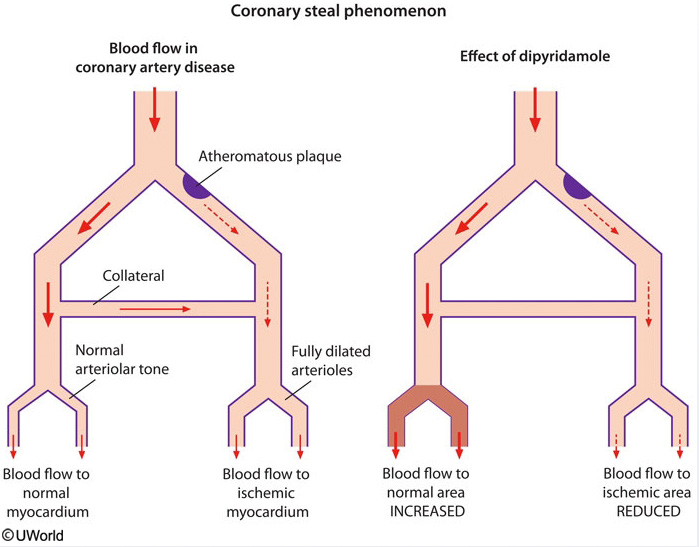 Coronary steal phenomenon
Blood flow in
coronary artery disease
Effect of dipyridamole
Atheromatous plaque
Collateral
Normal
arteriolar tone
Fully dilated
arterioles
Blood flow to
normal
myocardium
Blood flow to
ischemic
myocardium
Blood flow to
normal area
INCREASED
Blood flow to
ischemic area
REDUCED
©UWorld